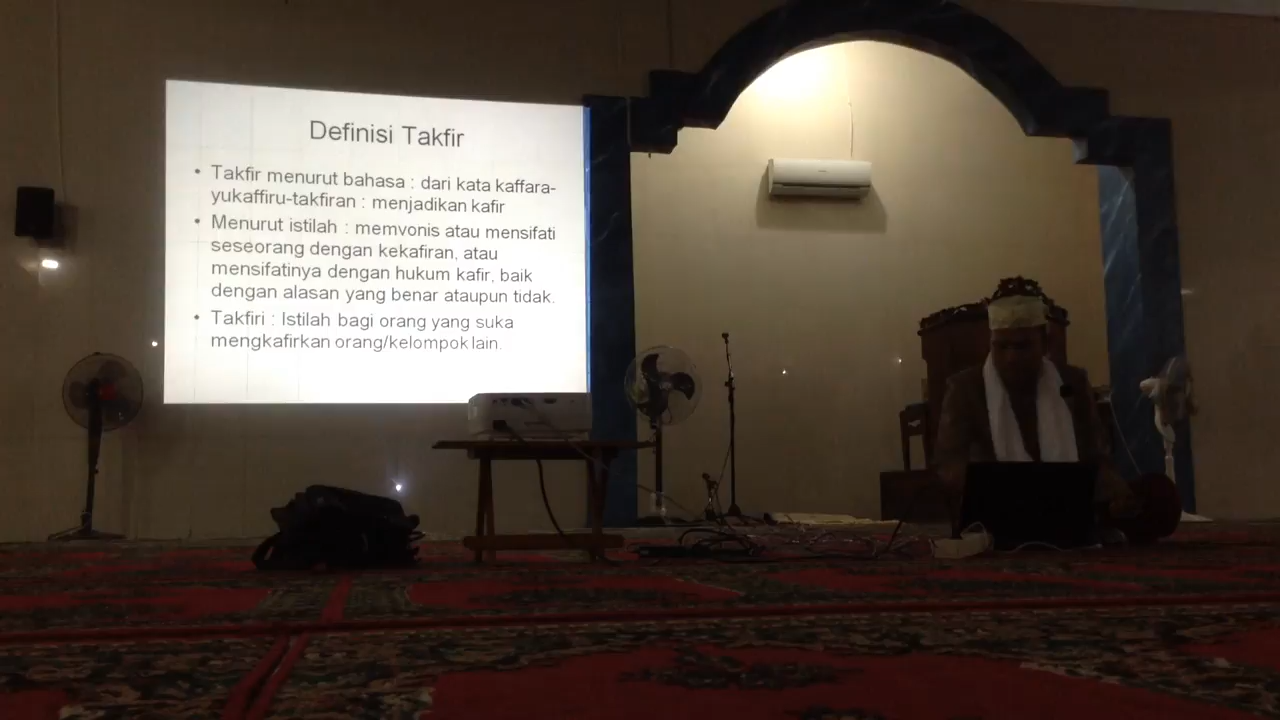 Definisi Takfir
• Takfir menurut bahasa : dari kata kaffara-
yukaffiru-takfiran : menjadikan kafir
• Menurut istilah : memvonis atau mensifati
seseorang dengan kekafiran, atau
mensifatinya dengan hukum kafir, baik
dengan alasan yang benar ataupun tidak.
• Takfiri : Istilah bagi orang yang suka
mengkafirkan orang/kelompok lain.